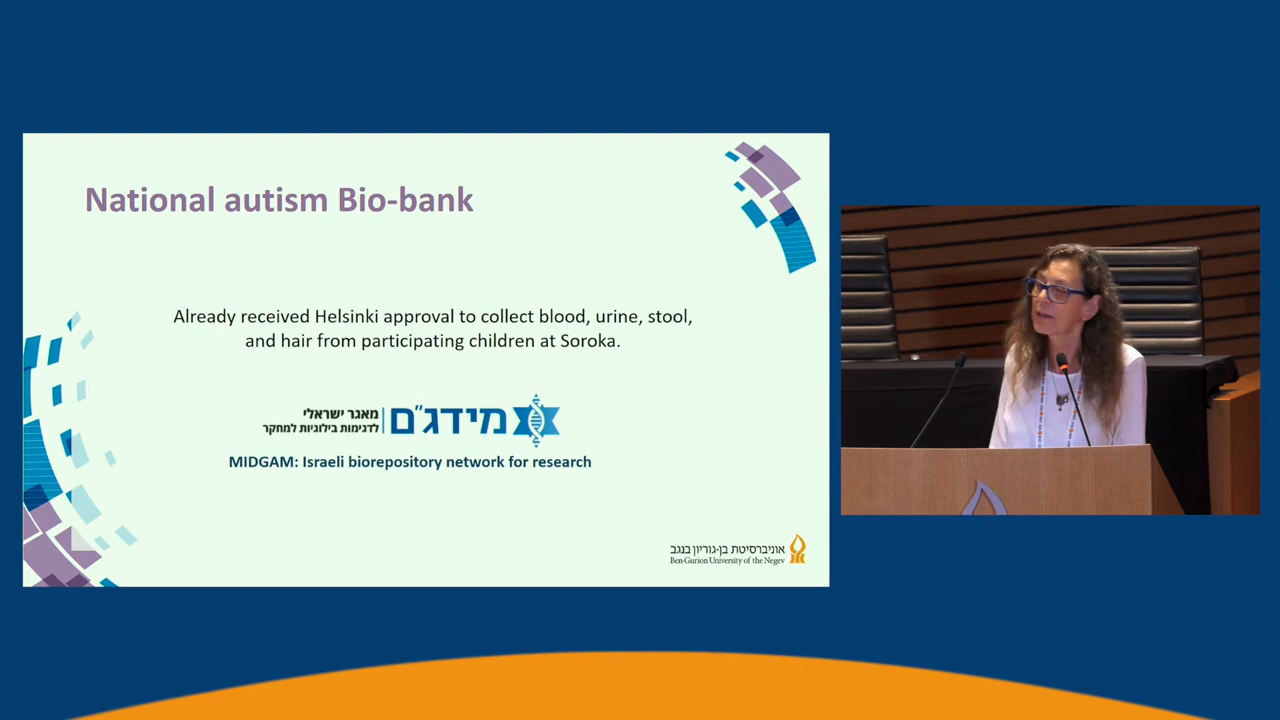 National autism Bio-bank
Already received Helsinki approval to collect blood, urine, stool,
and hair from participating children at Soroka.
מידג"ם
מאגר ישראלי
לדגימות ביולוגיות למחקר
MIDGAM: Israeli biorepository network for research
אוניברסיטת בן-גוריון בנגב
Ben-Gurion University of the Negev